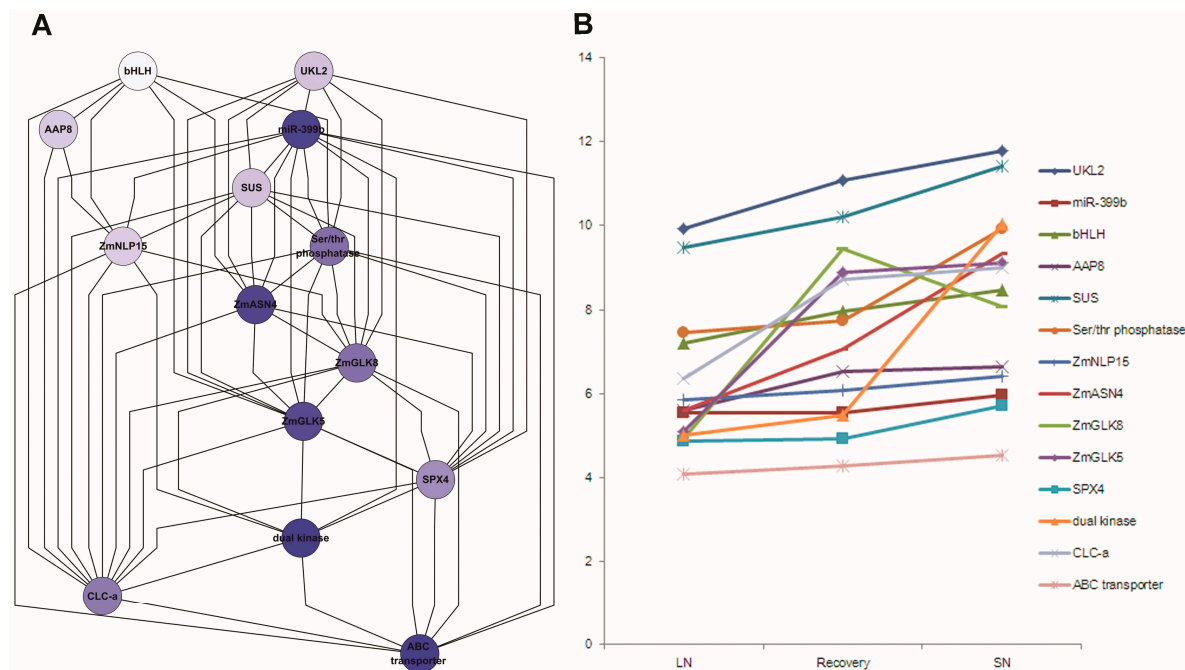 A
bHLH
UKL2
AAP8
miR-399b
SUS
ZmNLP15
Ser/thr
phosphatase
ZmASN4
ZmGLK8
ZmGLK5
SPX4
dual kinase
CLC-a
ABC
transporter
B
14
12
10
8
6
4
2
0
LN
Recovery
SN
UKL2
miR-399b
bHLH
AAP8
SUS
Ser/thr phosphatase
ZmNLP15
ZmASN4
ZmGLK8
ZmGLK5
SPX4
dual kinase
CLC-a
ABC transporter